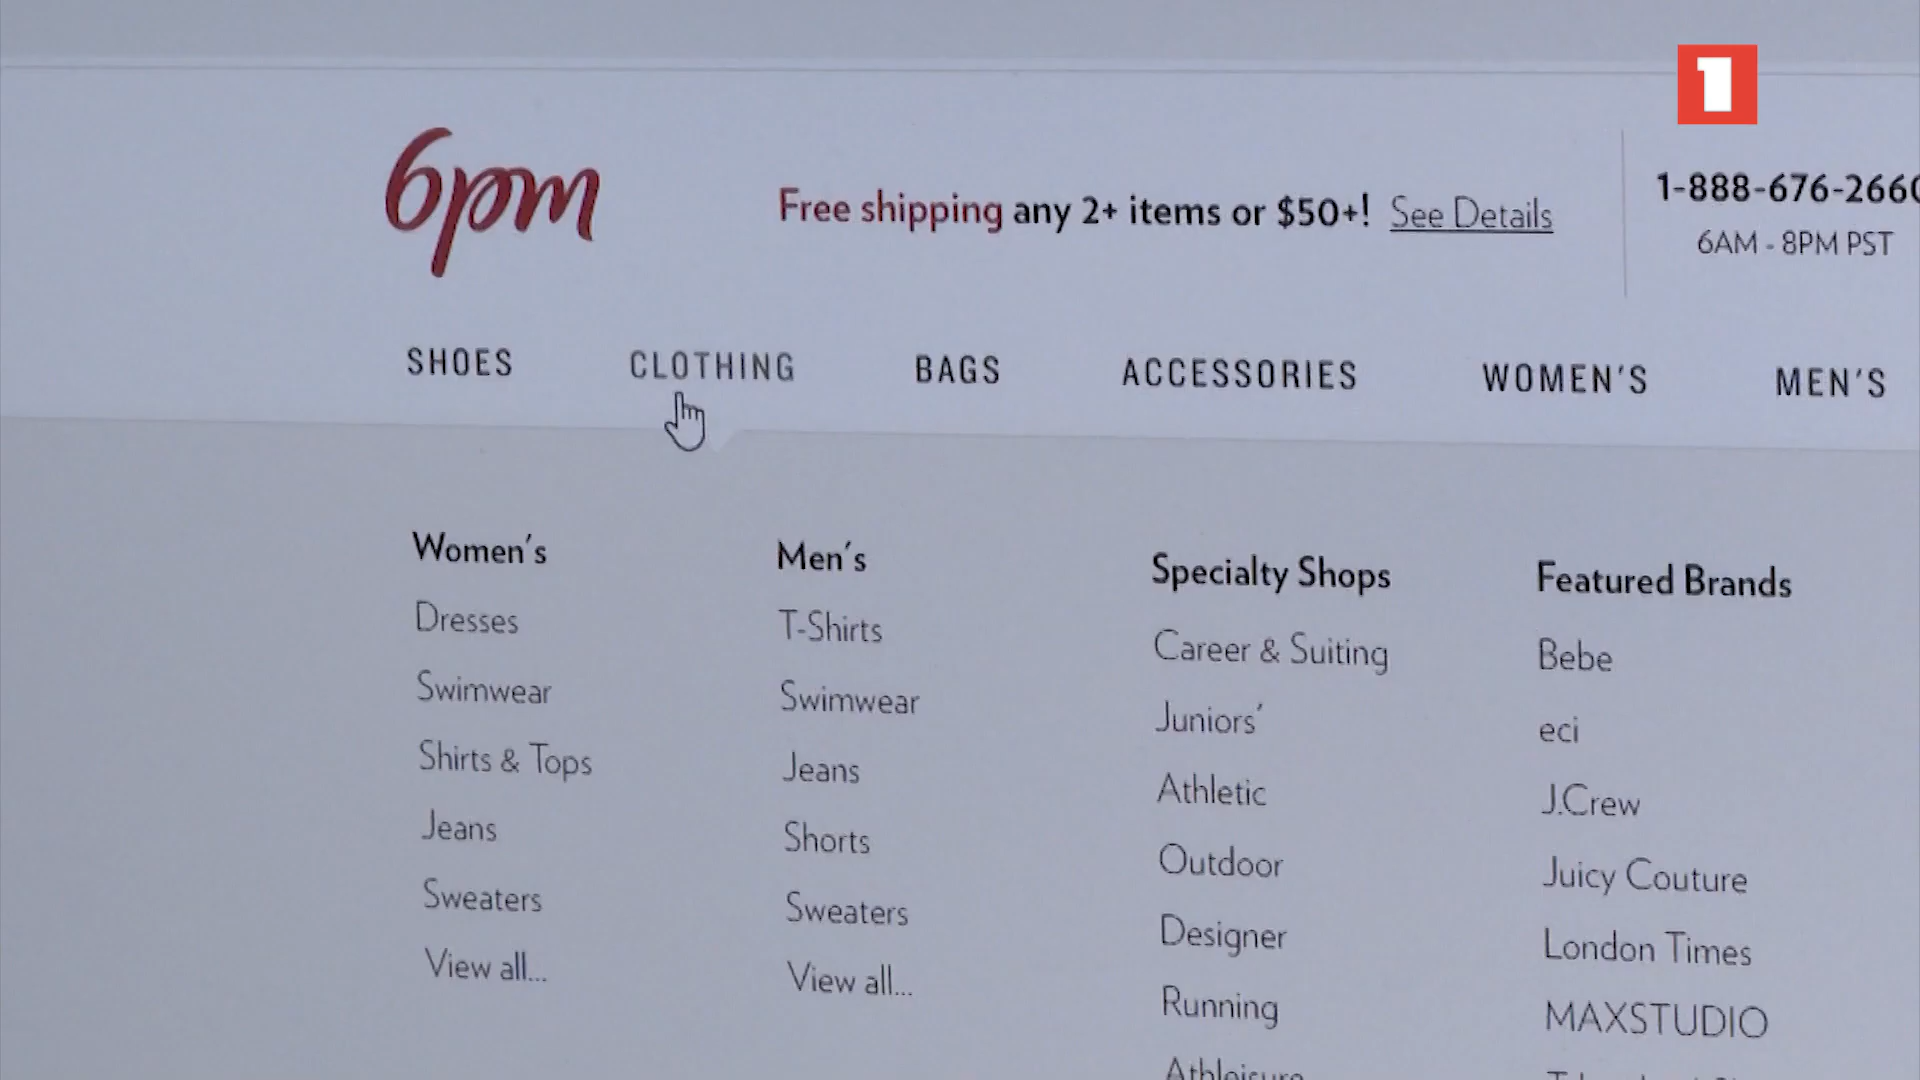 1
6pm
Free shipping any 2+ items or $50+! See Details
1-888-676-2660
6AM - 8PM PST
SHOES CLOTHING BAGS ACCESSORIES WOMEN'S MEN'S
Women's
Dresses
Swimwear
Shirts & Tops
Jeans
Sweaters
View all...
Men's
T-Shirts
Swimwear
Jeans
Shorts
Sweaters
View all...
Specialty Shops
Career & Suiting
Juniors'
Athletic
Outdoor
Designer
Running
Athleisure
Featured Brands
Bebe
eci
J.Crew
Juicy Couture
London Times
MAXSTUDIO